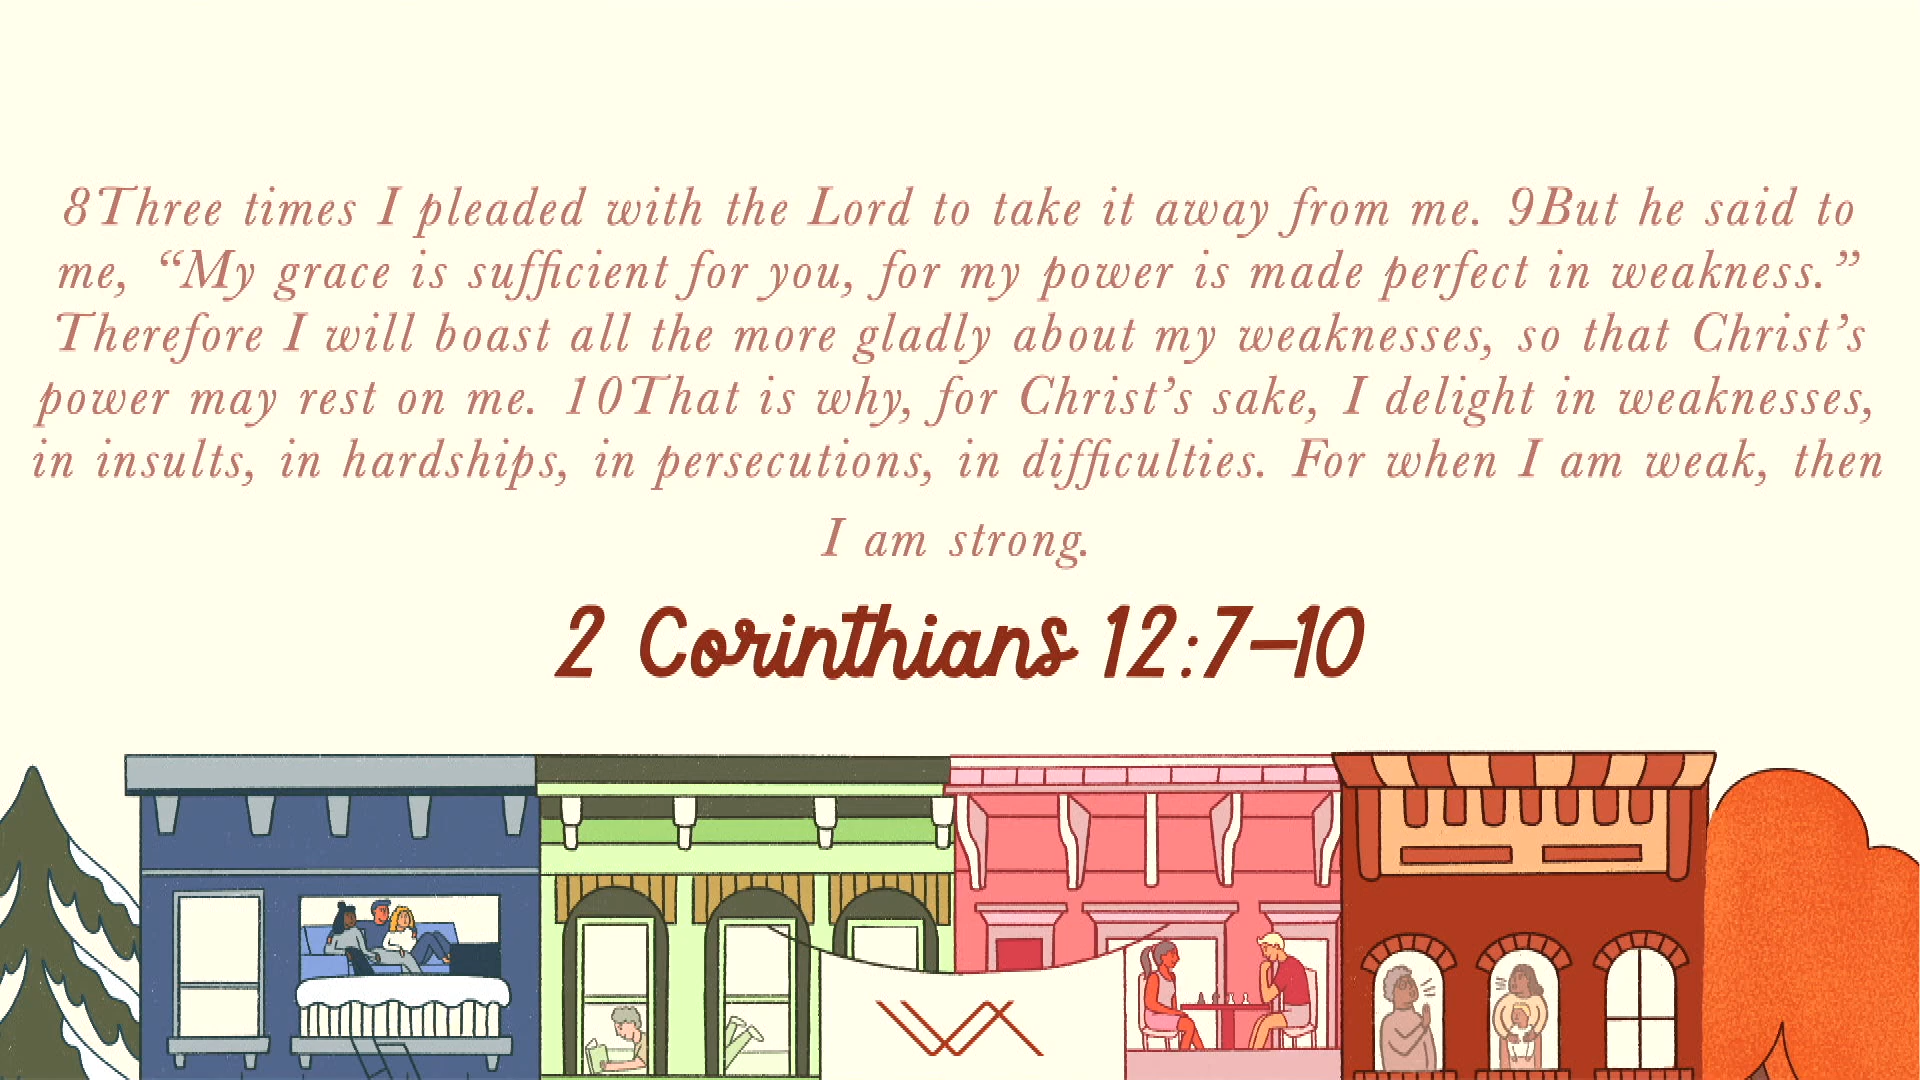 8Three times I pleaded with the Lord to take it away from me. 9But he said to
me, “My grace is sufficient for you, for my power is made perfect in weakness.”
Therefore I will boast all the more gladly about my weaknesses, so that Christ’s
power may rest on me. 10That is why, for Christ’s sake, I delight in weaknesses,
in insults, in hardships, in persecutions, in difficulties. For when I am weak, then
I am strong.
2 Corinthians 12:7–10